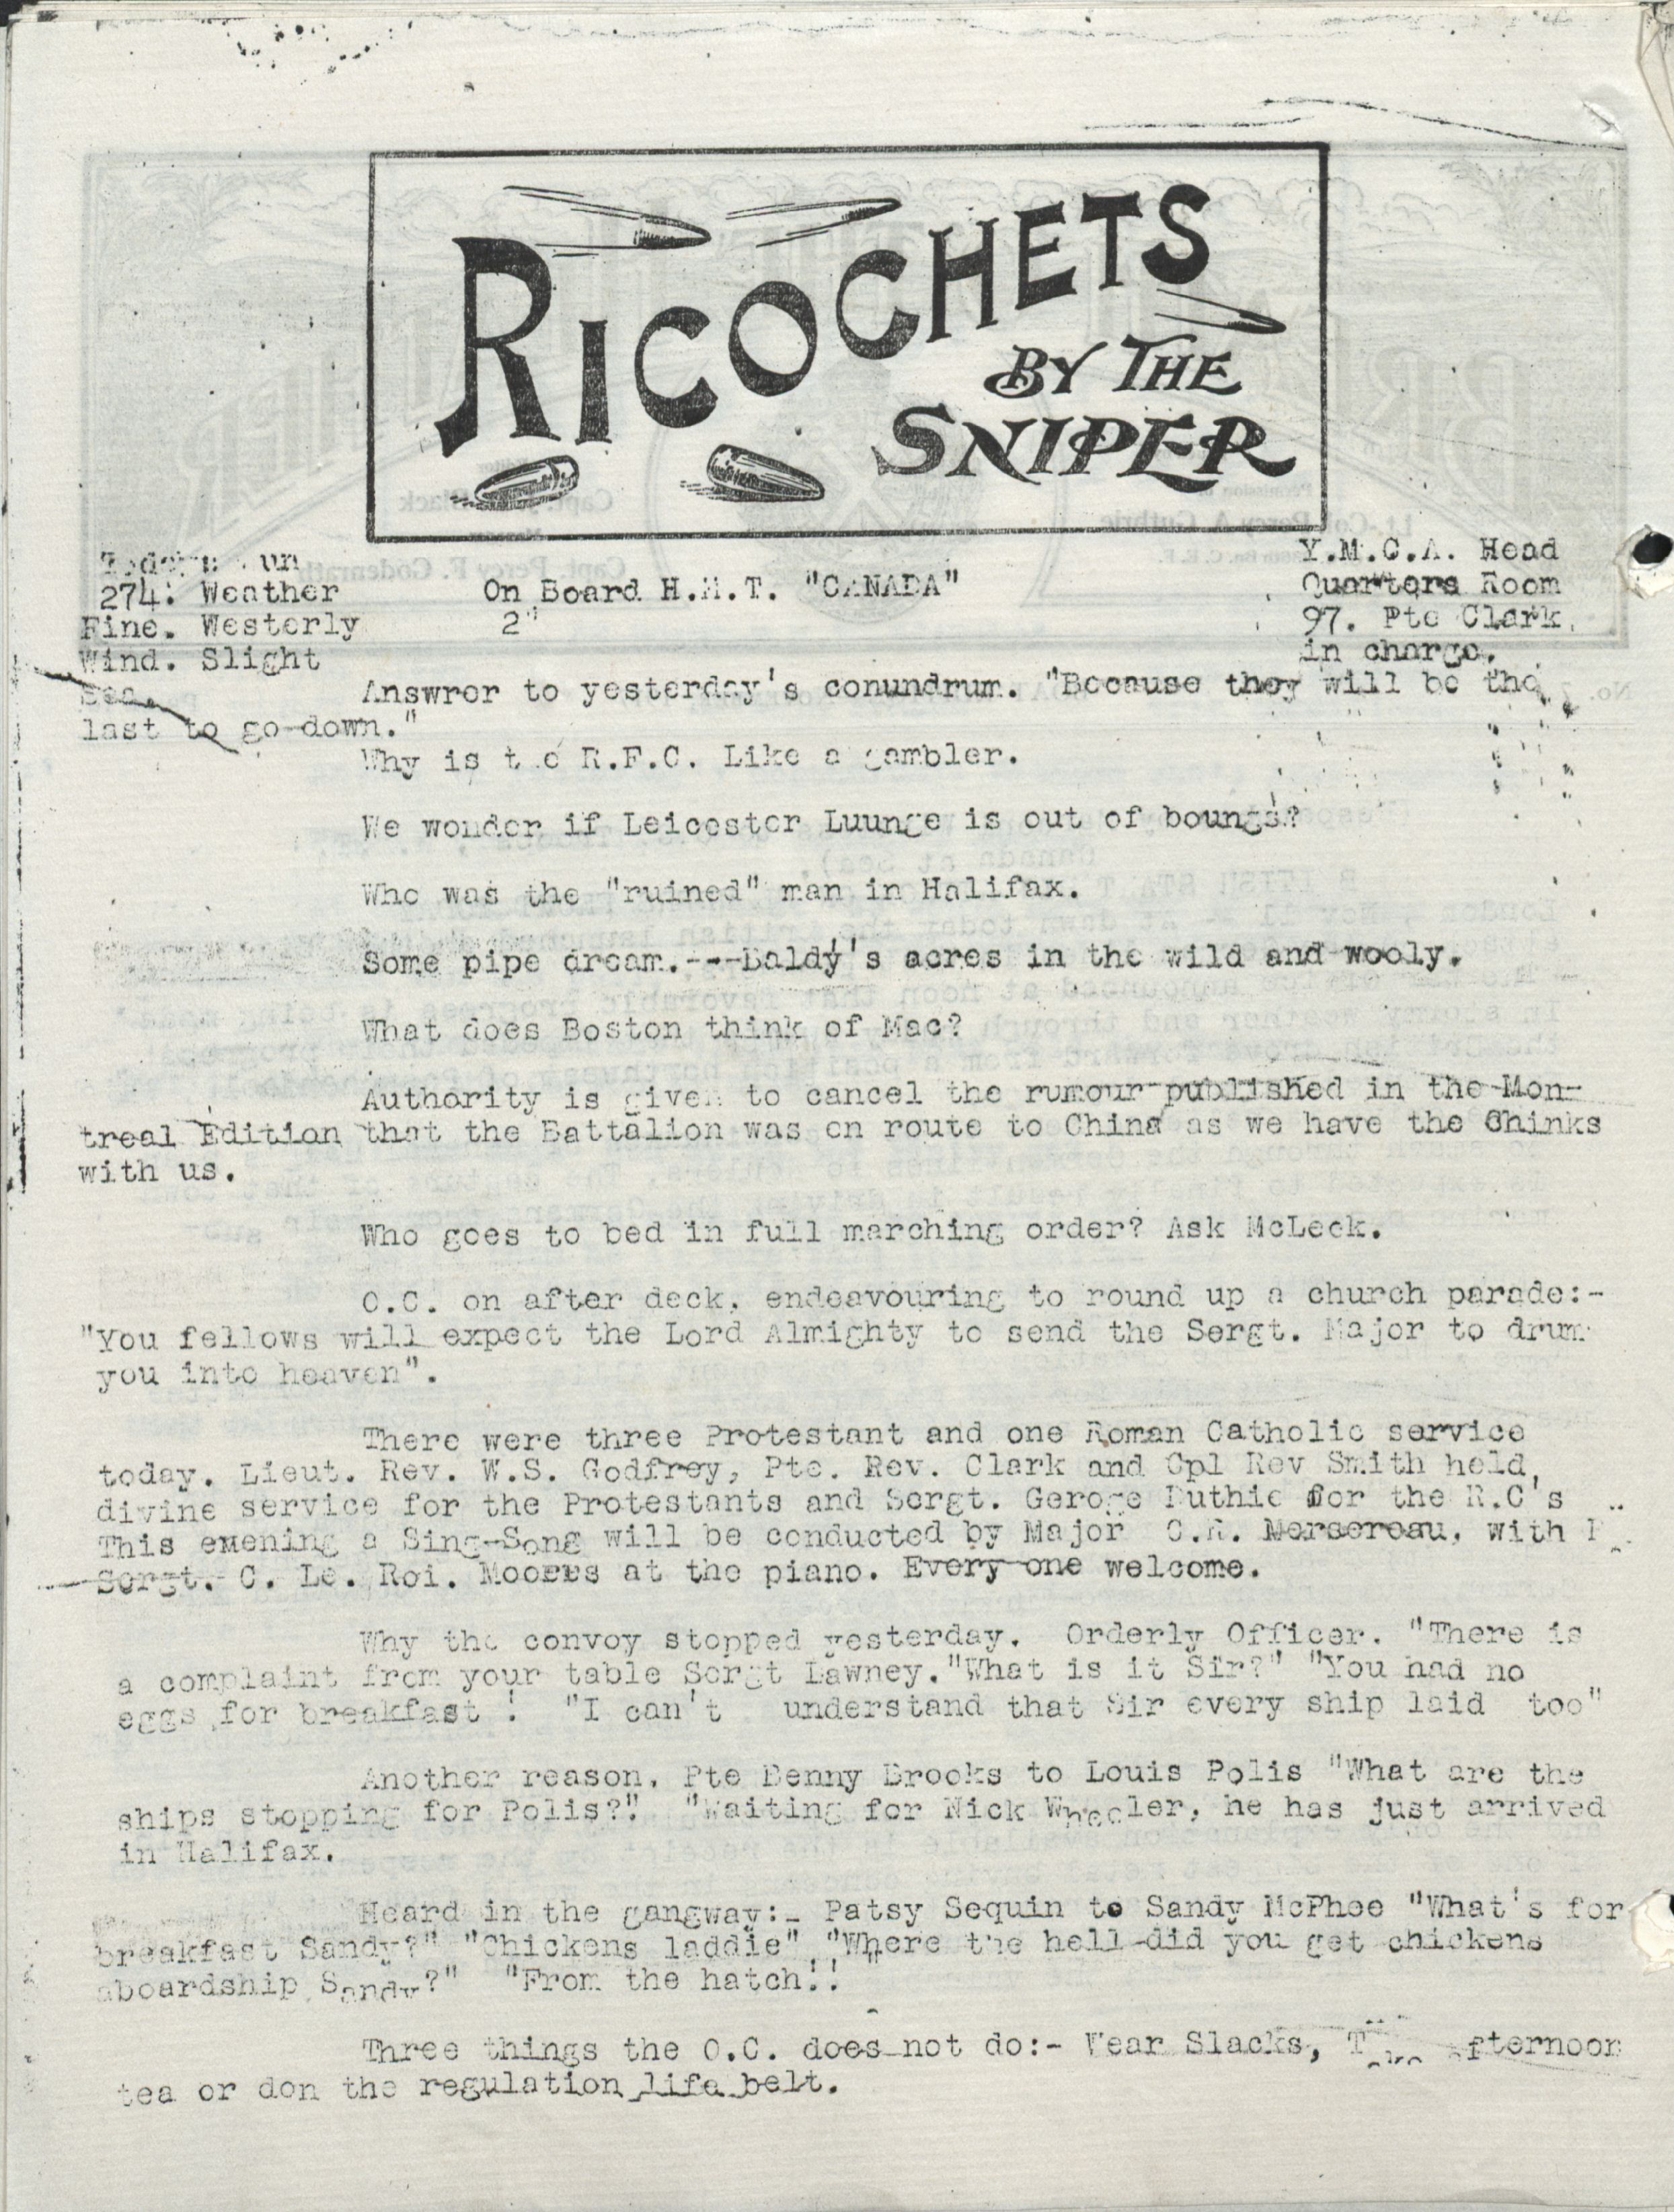 RICOCHETS
BY THE
SNIPER
274. Weather
Fine. Westerly
Wind. Slight
Sea.
On Board H.M.T. "CANADA"
2"
Y.M.C.A. Head
Quarters Room
97. Pte Clark
in charge.
Answrer to yesterday's conundrum. "Because they will be the
last to go down."
Why is the R.F.C. Like a gambler.
We wonder if Leicester Luunge is out of boungs?
Who was the "ruined" man in Halifax.
Some pipe dream.---Baldy's acres in the wild and wooly.
What does Boston think of Mac?
Authority is given to cancel the rumour published in the Mon-
treal Edition that the Battalion was en route to China as we have the Chinks
with us.
Who goes to bed in full marching order? Ask McLeek.
O.C. on after deck, endeavouring to round up a church parade:-
"You fellows will expect the Lord Almighty to send the Sergt. Major to drum
you into heaven".
There were three Protestant and one Roman Catholic service
today. Lieut. Rev. W.S. Godfrey, Pte. Rev. Clark and Cpl Rev Smith held,
divine service for the Protestants and Sergt. Geroge Duthie for the R.C's
This emening a Sing-Song will be conducted by Major C.R. Mersereau, with
Sergt. C. Le. Roi. Moores at the piano. Every one welcome.
Why the convoy stopped yesterday. Orderly Officer. "There is
a complaint from your table Sergt Lawney."What is it Sir?" "You had no
eggs for breakfast ! "I can't understand that Sir every ship laid too"
Another reason, Pte Benny Brooks to Louis Polis "What are the
ships stopping for Polis?" "Waiting for Nick Wheeler, he has just arrived
in Halifax.
Heard in the gangway:- Patsy Sequin to Sandy McPhee "What's for
breakfast Sandy?" "Chickens laddie" "Where the hell did you get chickens
aboardship Sandy?" "From the hatch!! "
Three things the O.C. does not do:- Wear Slacks, Take afternoon
tea or don the regulation life belt.